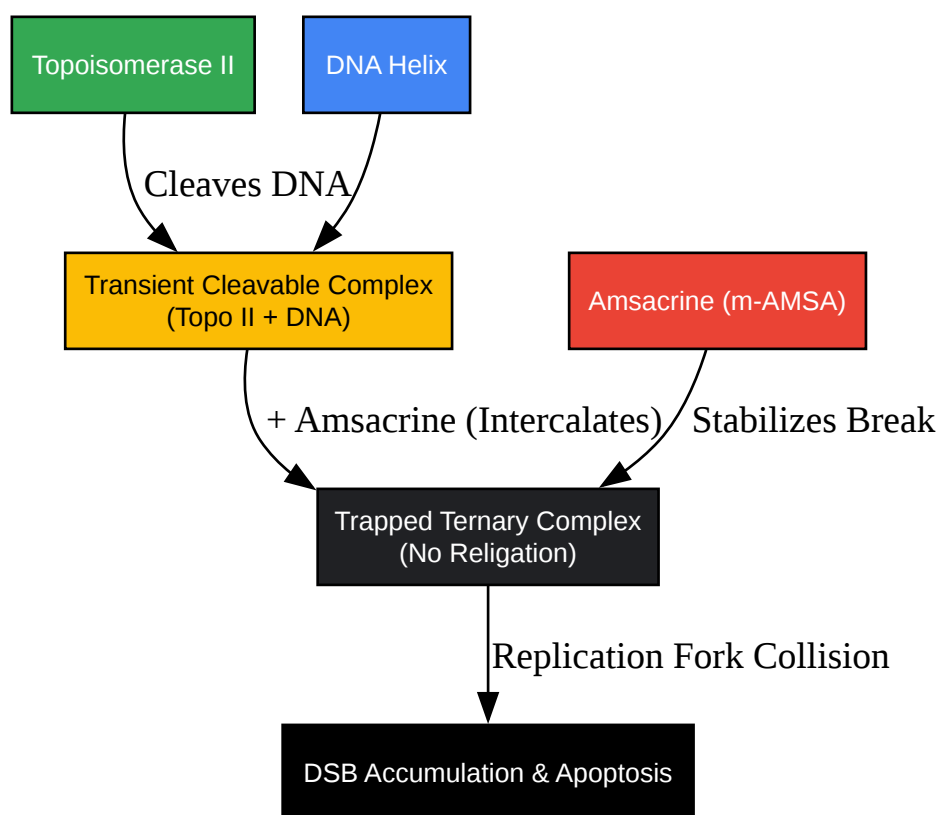 Topoisomerase II
DNA Helix
Cleaves DNA
Transient Cleavable Complex
(Topo II + DNA)
Amsacrine (m-AMSA)
+ Amsacrine (Intercalates)
Stabilizes Break
Trapped Ternary Complex
(No Religation)
Replication Fork Collision
DSB Accumulation & Apoptosis